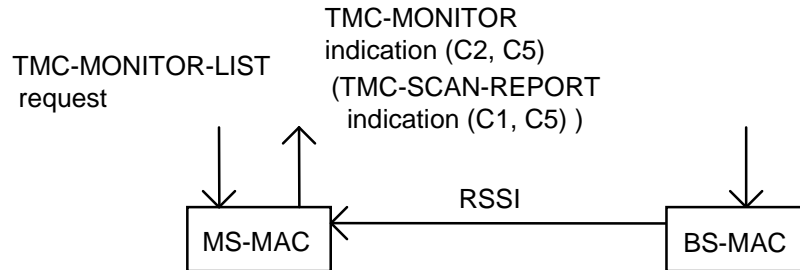 TMC-MONITOR-LIST
request
TMC-MONITOR
indication (C2, C5)
(TMC-SCAN-REPORT
indication (C1, C5) )
RSSI
MS-MAC
BS-MAC